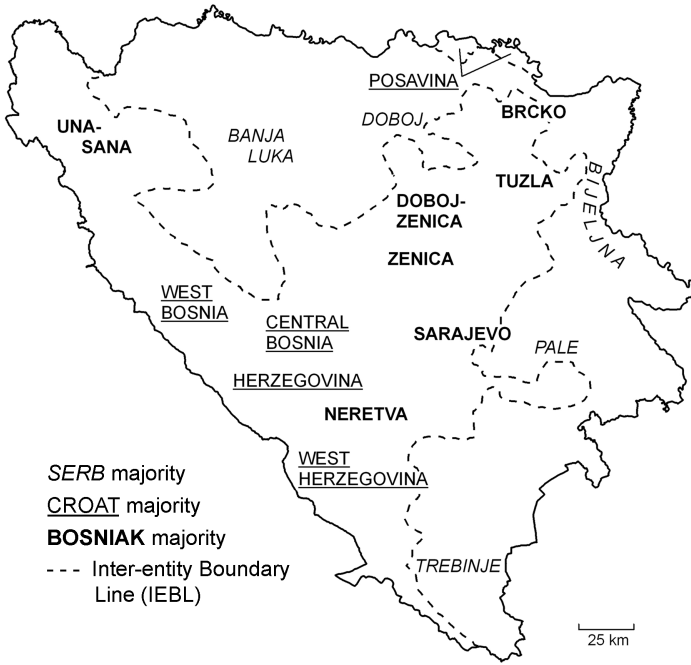 POSAVINA
BRCKO
UNA-
SANA
BANJA
LUKA
DOBOJ
TUZLA
BIJELJNA
DOBOJ-
ZENICA
ZENICA
WEST
BOSNIA
CENTRAL
BOSNIA
SARAJEVO
PALE
HERZEGOVINA
NERETVA
WEST
HERZEGOVINA
TREBINJE
SERB majority
CROAT majority
BOSNIAK majority
--- Inter-entity Boundary
Line (IEBL)
25 km